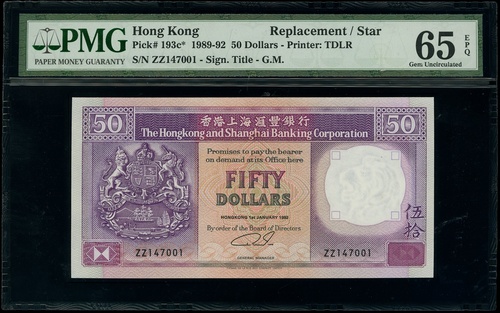 PMG
PAPER MONEY GUARANTY
Hong Kong Replacement / Star
Pick# 193c* 1989-92 50 Dollars - Printer: TDLR
S/N ZZ147001 - Sign. Title - G.M.
65 EPQ
Gem Uncirculated
50 香港上海滙豐銀行 50
The Hongkong and Shanghai Banking Corporation
Promises to pay the bearer
on demand at its Office here
FIFTY
DOLLARS
HONGKONG 1st JANUARY 1992
By order of the Board of Directors
伍拾
GENERAL MANAGER
ZZ147001 ZZ147001